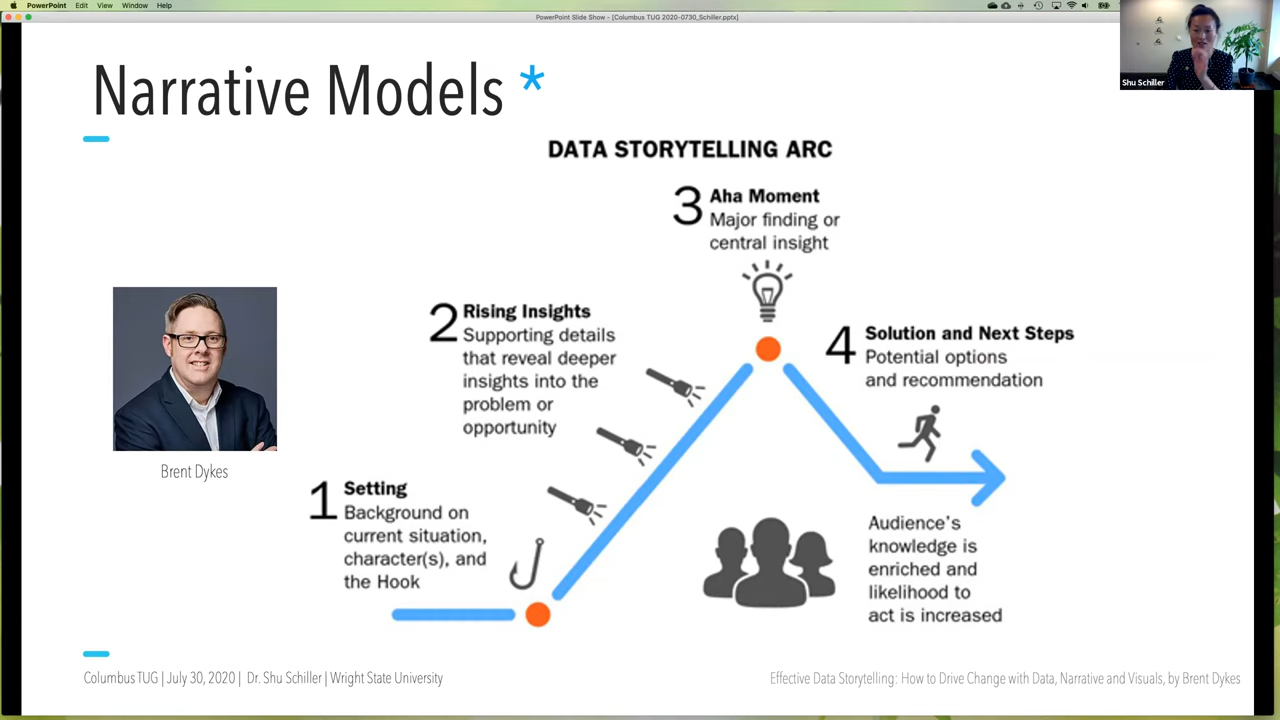 PowerPoint Edit View Window Help
PowerPoint Slide Show - [Columbus TUG 2020-0730_Schiller.pptx]
Shu Schiller
Narrative Models *
DATA STORYTELLING ARC
3 Aha Moment
Major finding or
central insight
2 Rising Insights
Supporting details
that reveal deeper
insights into the
problem or
opportunity
4 Solution and Next Steps
Potential options
and recommendation
Brent Dykes
1 Setting
Background on
current situation,
character(s), and
the Hook
Audience's
knowledge is
enriched and
likelihood to
act is increased
Columbus TUG | July 30, 2020 | Dr. Shu Schiller | Wright State University
Effective Data Storytelling: How to Drive Change with Data, Narrative and Visuals, by Brent Dykes